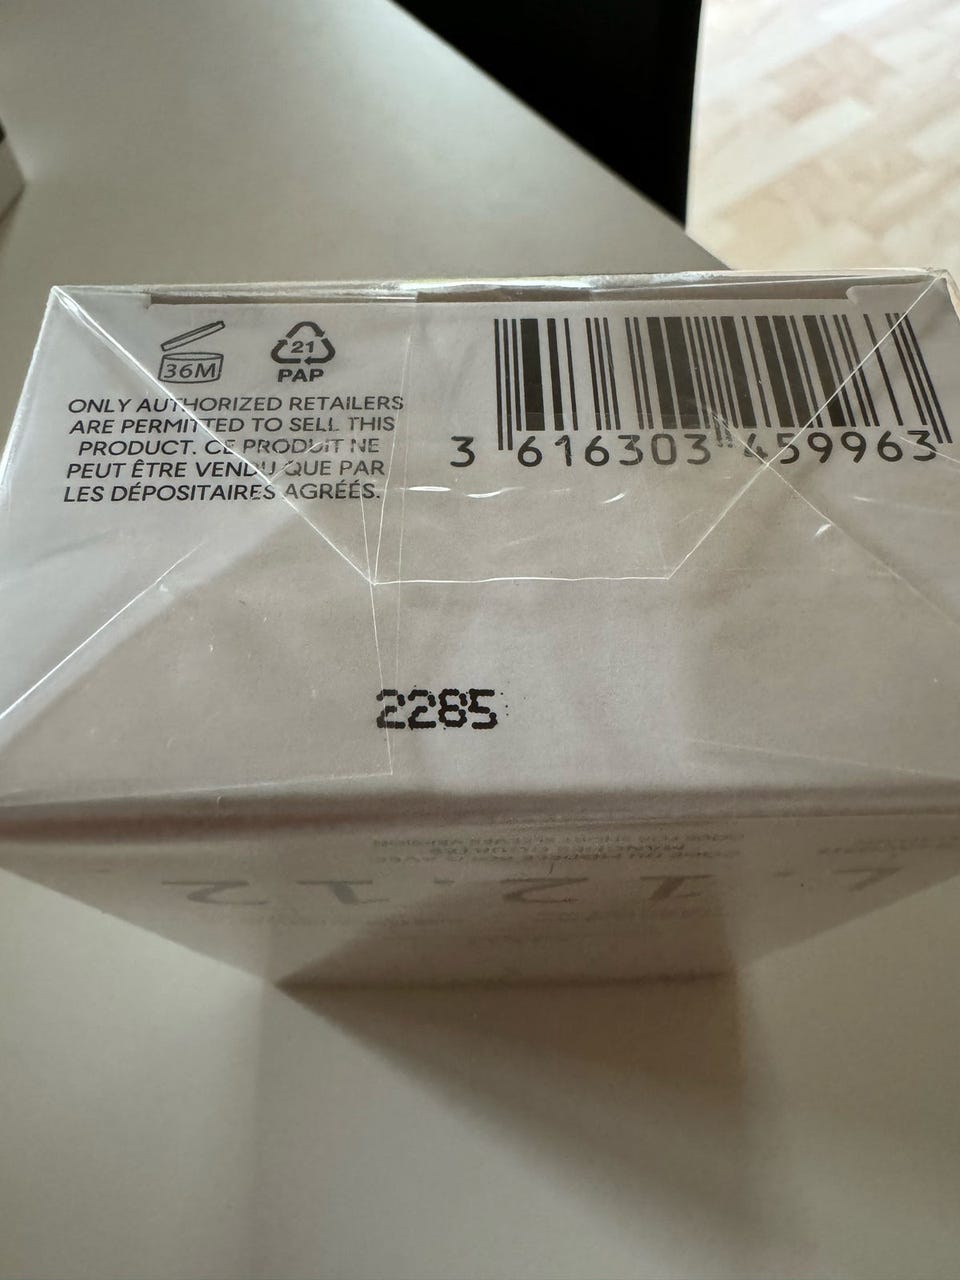 36M
21
PAP
ONLY AUTHORIZED RETAILERS
ARE PERMITTED TO SELL THIS
PRODUCT. CE PRODUIT NE
PEUT ÊTRE VENDU QUE PAR
LES DÉPOSITAIRES AGRÉÉS.
3 616303 459963
2285